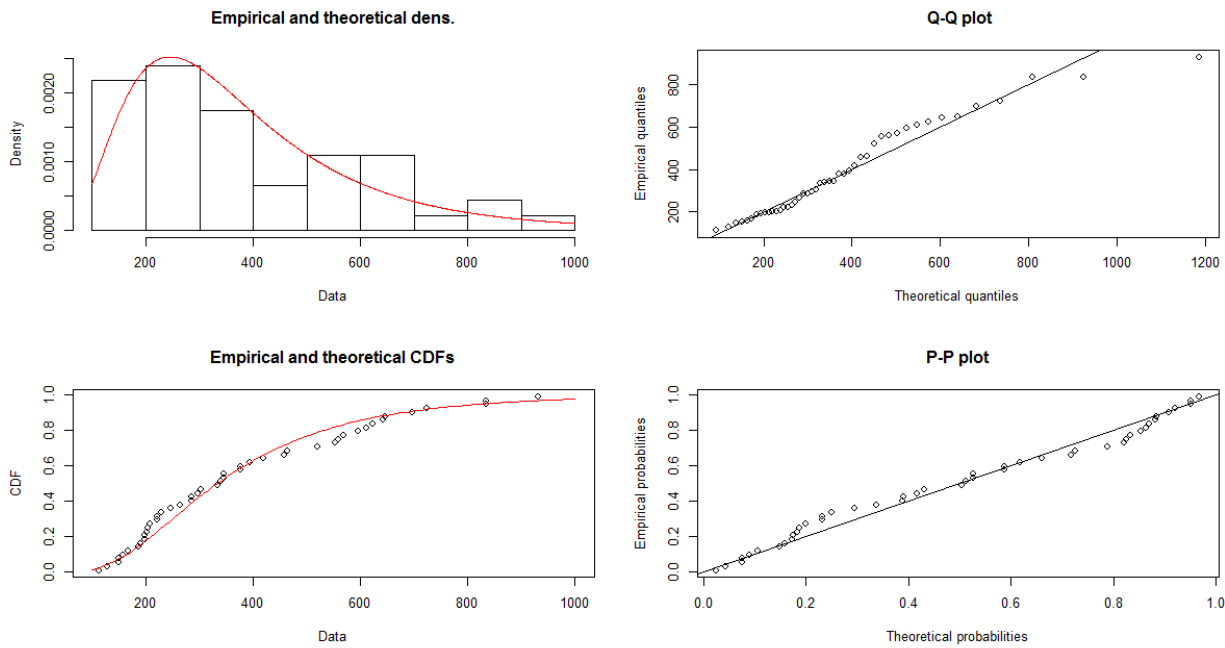 Empirical and theoretical dens.
Density
0.0000 0.0010 0.0020
200 400 600 800 1000
Data
Q-Q plot
Empirical quantiles
200 400 600 800
200 400 600 800 1000 1200
Theoretical quantiles
Empirical and theoretical CDFs
CDF
0.0 0.2 0.4 0.6 0.8 1.0
200 400 600 800 1000
Data
P-P plot
Empirical probabilities
0.0 0.2 0.4 0.6 0.8 1.0
0.0 0.2 0.4 0.6 0.8 1.0
Theoretical probabilities